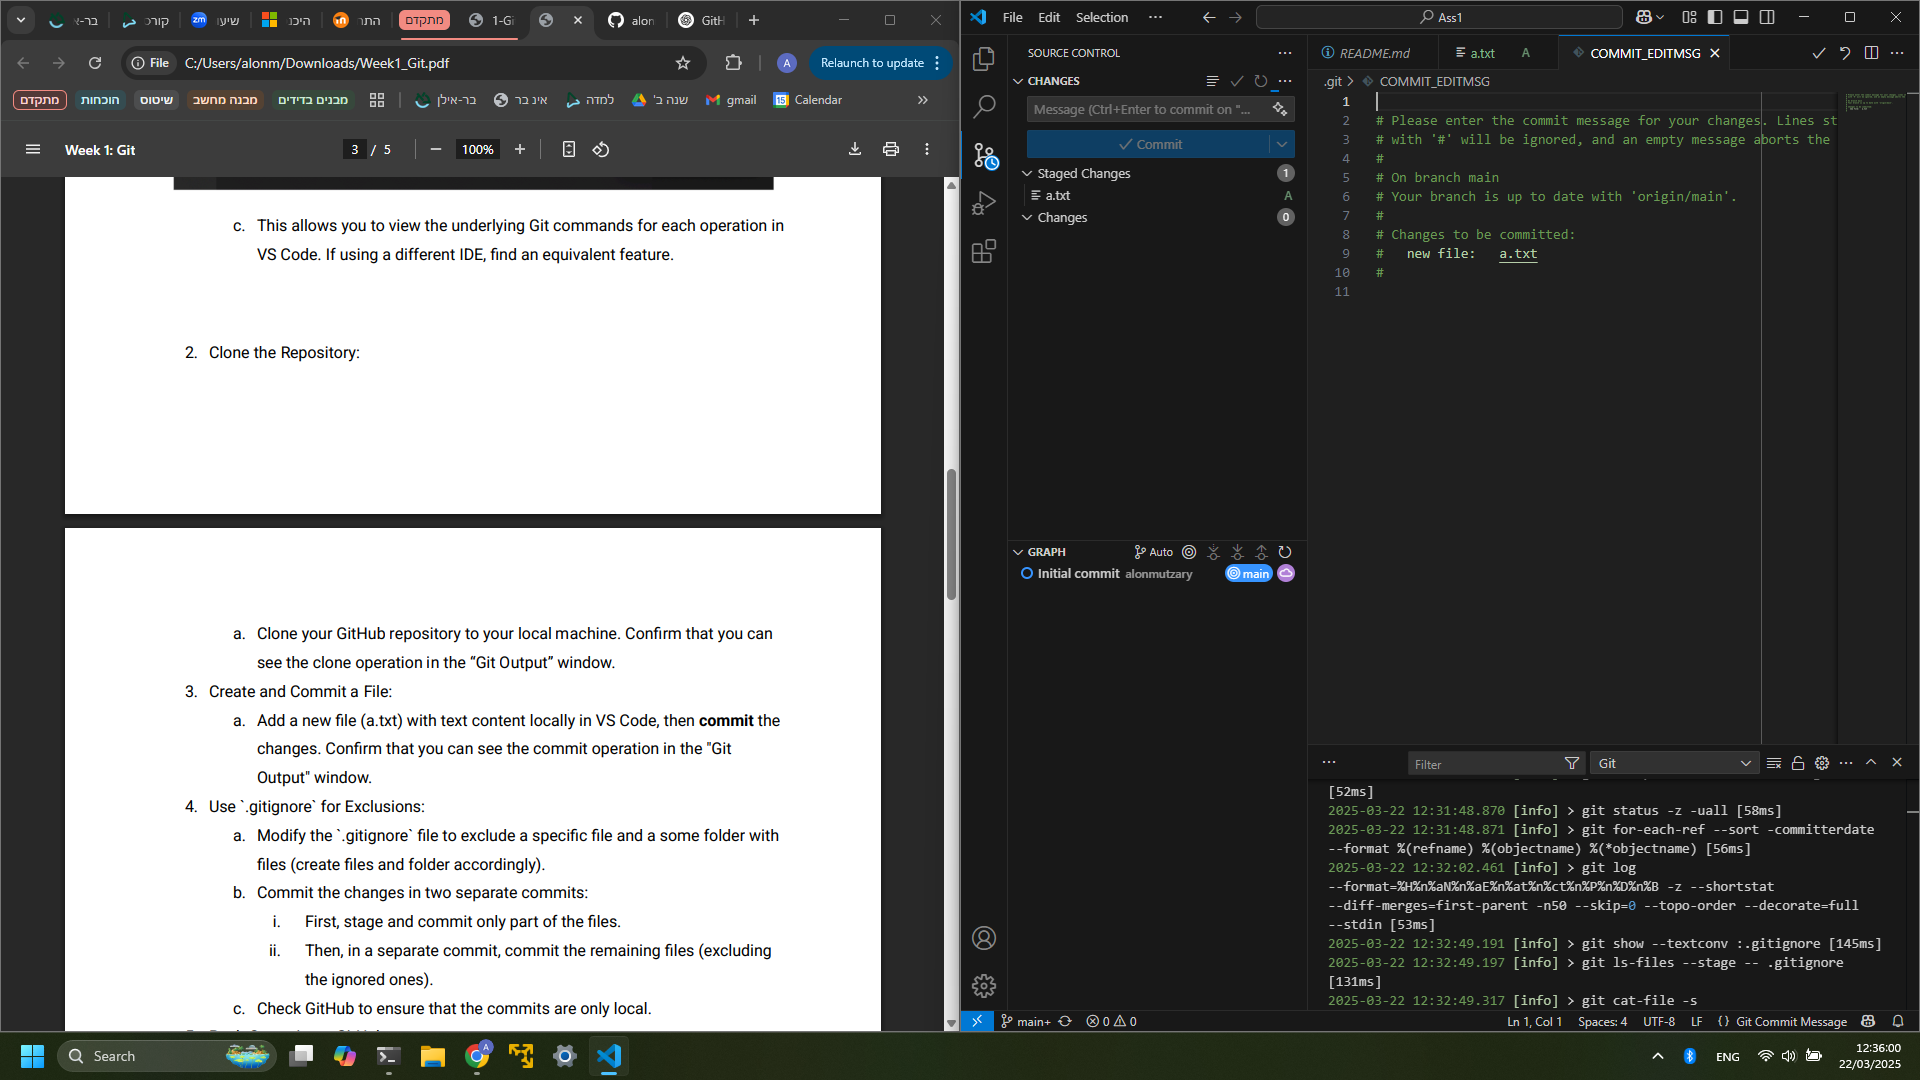 בר-א
קורס
zm
שיעו
היכנ
התר
מתקדם
1-Gi
alon
GitH
File
C:/Users/alonm/Downloads/Week1_Git.pdf
A
Relaunch to update
מתקדם
הוכחות
שיטוט
מבנה מחשב
מבנים בדידים
בר-אילן
אינ בר
למדה
שנה ב'
gmail
Calendar
Week 1: Git
3 / 5
100%
c. This allows you to view the underlying Git commands for each operation in
VS Code. If using a different IDE, find an equivalent feature.
2. Clone the Repository:
a. Clone your GitHub repository to your local machine. Confirm that you can
see the clone operation in the “Git Output” window.
3. Create and Commit a File:
a. Add a new file (a.txt) with text content locally in VS Code, then commit the
changes. Confirm that you can see the commit operation in the "Git
Output" window.
4. Use `.gitignore` for Exclusions:
a. Modify the `.gitignore` file to exclude a specific file and a some folder with
files (create files and folder accordingly).
b. Commit the changes in two separate commits:
i. First, stage and commit only part of the files.
ii. Then, in a separate commit, commit the remaining files (excluding
the ignored ones).
c. Check GitHub to ensure that the commits are only local.
File Edit Selection ···
Ass1
SOURCE CONTROL
CHANGES
Message (Ctrl+Enter to commit on "...
Commit
Staged Changes 1
a.txt A
Changes 0
GRAPH
Auto
Initial commit alonmutzary main
README.md
a.txt A
COMMIT_EDITMSG
.git > COMMIT_EDITMSG
1
2 # Please enter the commit message for your changes. Lines st
3 # with '#' will be ignored, and an empty message aborts the
4 #
5 # On branch main
6 # Your branch is up to date with 'origin/main'.
7 #
8 # Changes to be committed:
9 # new file: a.txt
10 #
11
Filter
Git
[52ms]
2025-03-22 12:31:48.870 [info] > git status -z -uall [58ms]
2025-03-22 12:31:48.871 [info] > git for-each-ref --sort -committerdate
--format %(refname) %(objectname) %(*objectname) [56ms]
2025-03-22 12:32:02.461 [info] > git log
--format=%H%n%aN%n%aE%n%at%n%ct%n%P%n%D%n%B -z --shortstat
--diff-merges=first-parent -n50 --skip=0 --topo-order --decorate=full
--stdin [53ms]
2025-03-22 12:32:49.191 [info] > git show --textconv :.gitignore [145ms]
2025-03-22 12:32:49.197 [info] > git ls-files --stage -- .gitignore
[131ms]
2025-03-22 12:32:49.317 [info] > git cat-file -s
main+
0 0
Ln 1, Col 1
Spaces: 4
UTF-8
LF
{} Git Commit Message
Search
ENG
12:36:00
22/03/2025